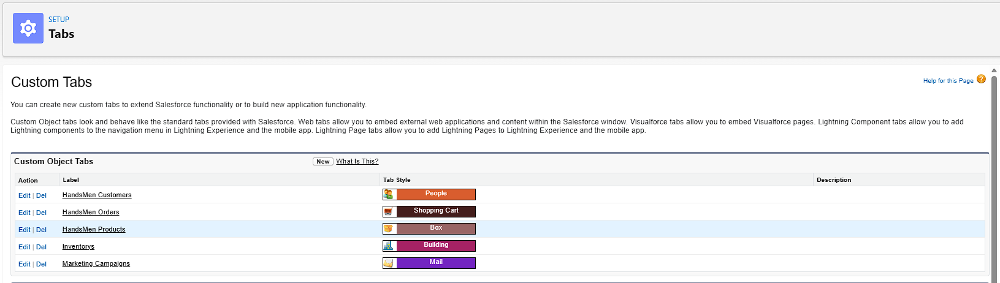 SETUP
Tabs
Custom Tabs
Help for this Page ?
You can create new custom tabs to extend Salesforce functionality or to build new application functionality.
Custom Object tabs look and behave like the standard tabs provided with Salesforce. Web tabs allow you to embed external web applications and content within the Salesforce window. Visualforce tabs allow you to embed Visualforce pages. Lightning Component tabs allow you to add
Lightning components to the navigation menu in Lightning Experience and the mobile app. Lightning Page tabs allow you to add Lightning Pages to Lightning Experience and the mobile app.
Custom Object Tabs New What Is This?
Action Label Tab Style Description
Edit | Del HandsMen Customers People
Edit | Del HandsMen Orders Shopping Cart
Edit | Del HandsMen Products Box
Edit | Del Inventorys Building
Edit | Del Marketing Campaigns Mail